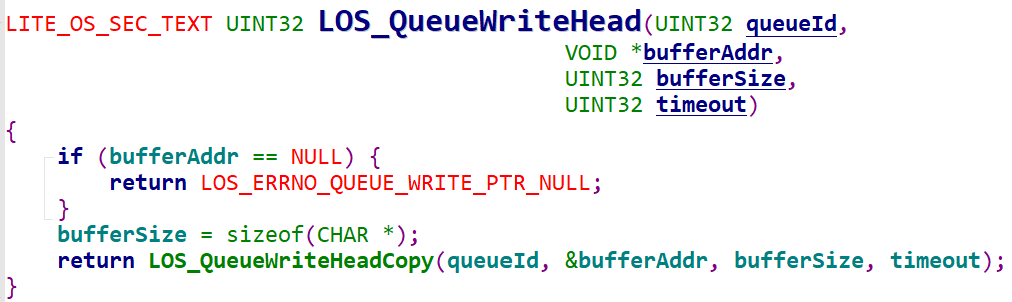 LITE_OS_SEC_TEXT UINT32 LOS_QueueWriteHead(UINT32 queueId,
VOID *bufferAddr,
UINT32 bufferSize,
UINT32 timeout)
{
if (bufferAddr == NULL) {
return LOS_ERRNO_QUEUE_WRITE_PTR_NULL;
}
bufferSize = sizeof(CHAR *);
return LOS_QueueWriteHeadCopy(queueId, &bufferAddr, bufferSize, timeout);
}